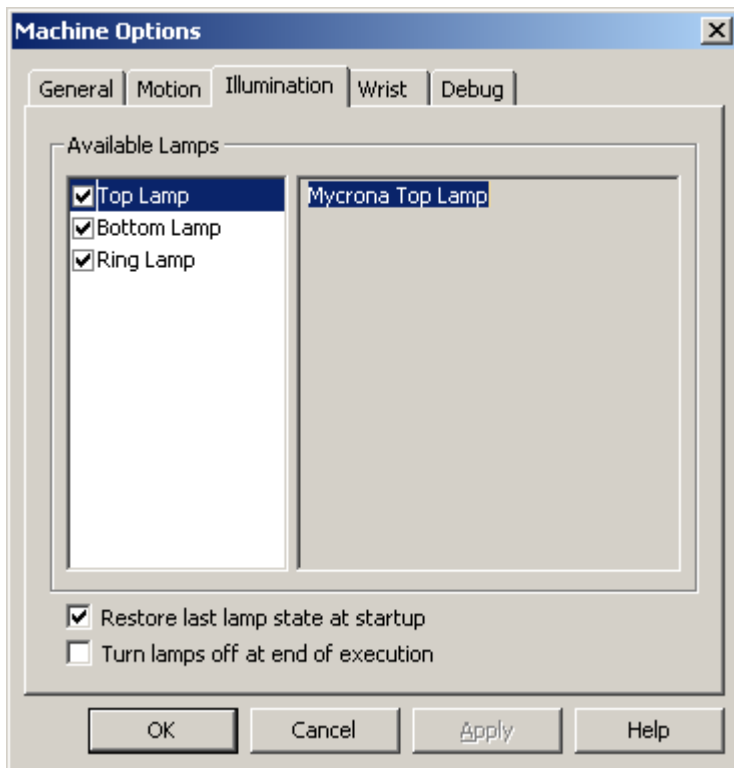 Machine Options
General Motion Illumination Wrist Debug
Available Lamps
Top Lamp
Bottom Lamp
Ring Lamp
Mycrona Top Lamp
Restore last lamp state at startup
Turn lamps off at end of execution
OK Cancel Apply Help